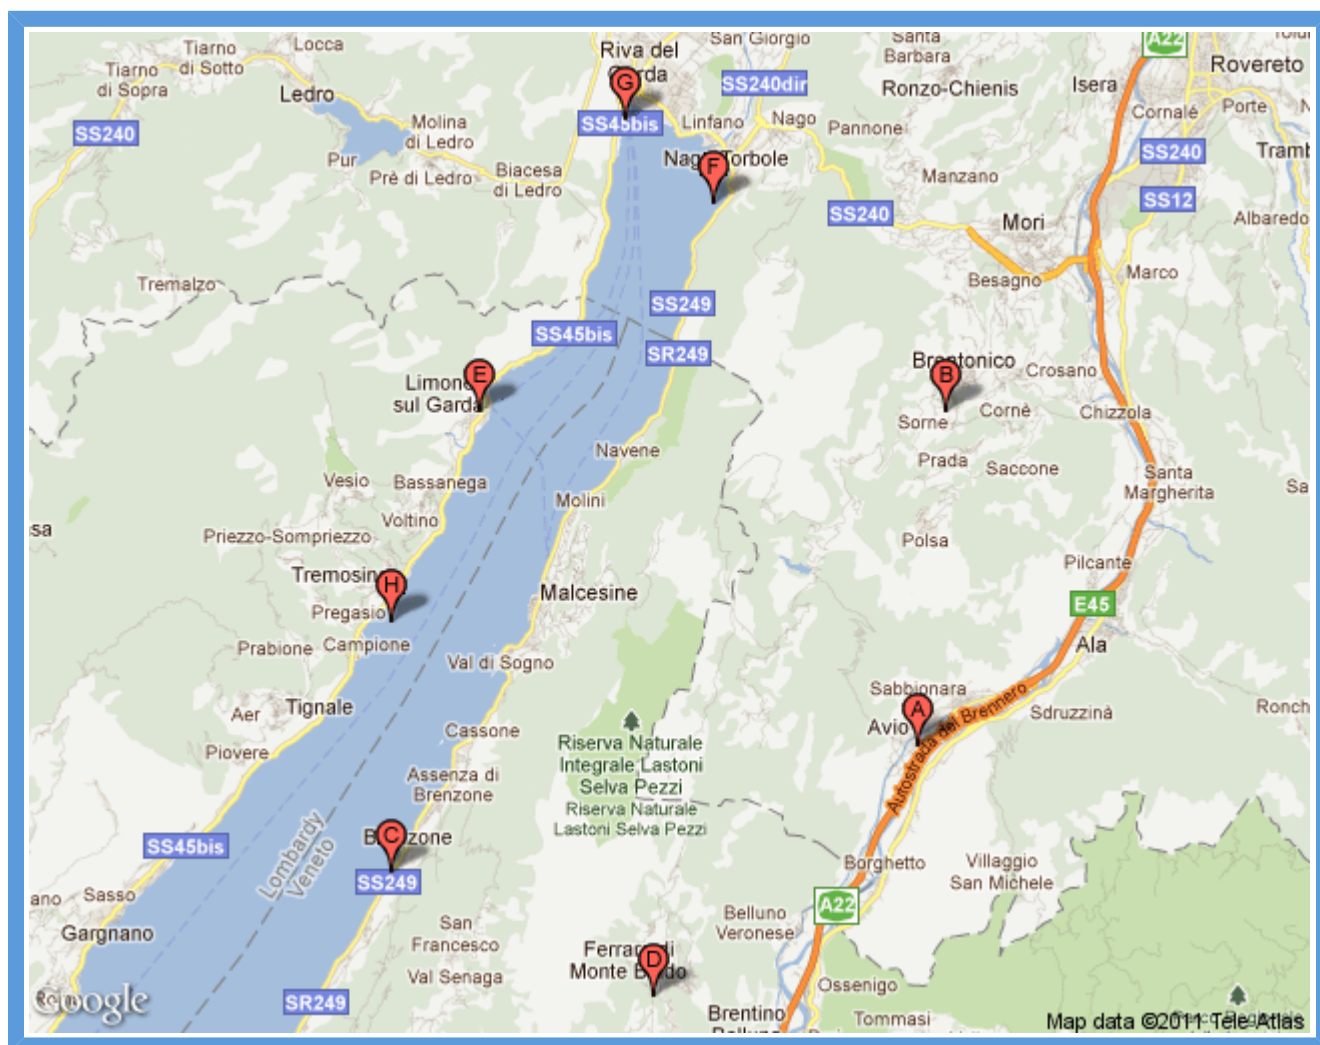 A22
Riva del
Garda
San Giorgio
Santa
Barbara
Tiarno
di Sotto
Locca
Tiarno
di Sopra
Ledro
SS240dir
Ronzo-Chienis
Isera
Rovereto
Cornalé
Porte
G
SS45bis
Linfano
Nago
Pannone
SS240
Molina
di Ledro
Pur
Prè di Ledro
Biacesa
di Ledro
Nago Torbole
F
SS240
Manzano
SS12
SS240
Mori
Albaredo
Besagno
Marco
Tremalzo
SS249
SS45bis
SR249
Brentonico
B
Crosano
E
Limone
sul Garda
Sorne
Cornè
Chizzola
Navene
Prada
Saccone
Santa
Margherita
Vesio
Bassanega
Molini
Voltino
Priezzo-Sompriezzo
Polsa
Pilcante
Tremosine
H
Malcesine
E45
Pregasio
Prabione
Campione
Ala
Val di Sogno
Sabbionara
A
Avio
Autostrada del Brennero
Sdruzzinà
Tignale
Aer
Piovere
Cassone
Riserva Naturale
Integrale Lastoni
Selva Pezzi
Riserva Naturale
Lastoni Selva Pezzi
Assenza di
Brenzone
Brenzone
C
SS249
SS45bis
Lombardy
Veneto
Borghetto
Villaggio
San Michele
Sasso
Gargnano
A22
Belluno
Veronese
San
Francesco
Val Senaga
Ferrara di
Monte Baldo
D
Ossenigo
SR249
Brentino
Tommasi
Google
Map data ©2011 Tele Atlas